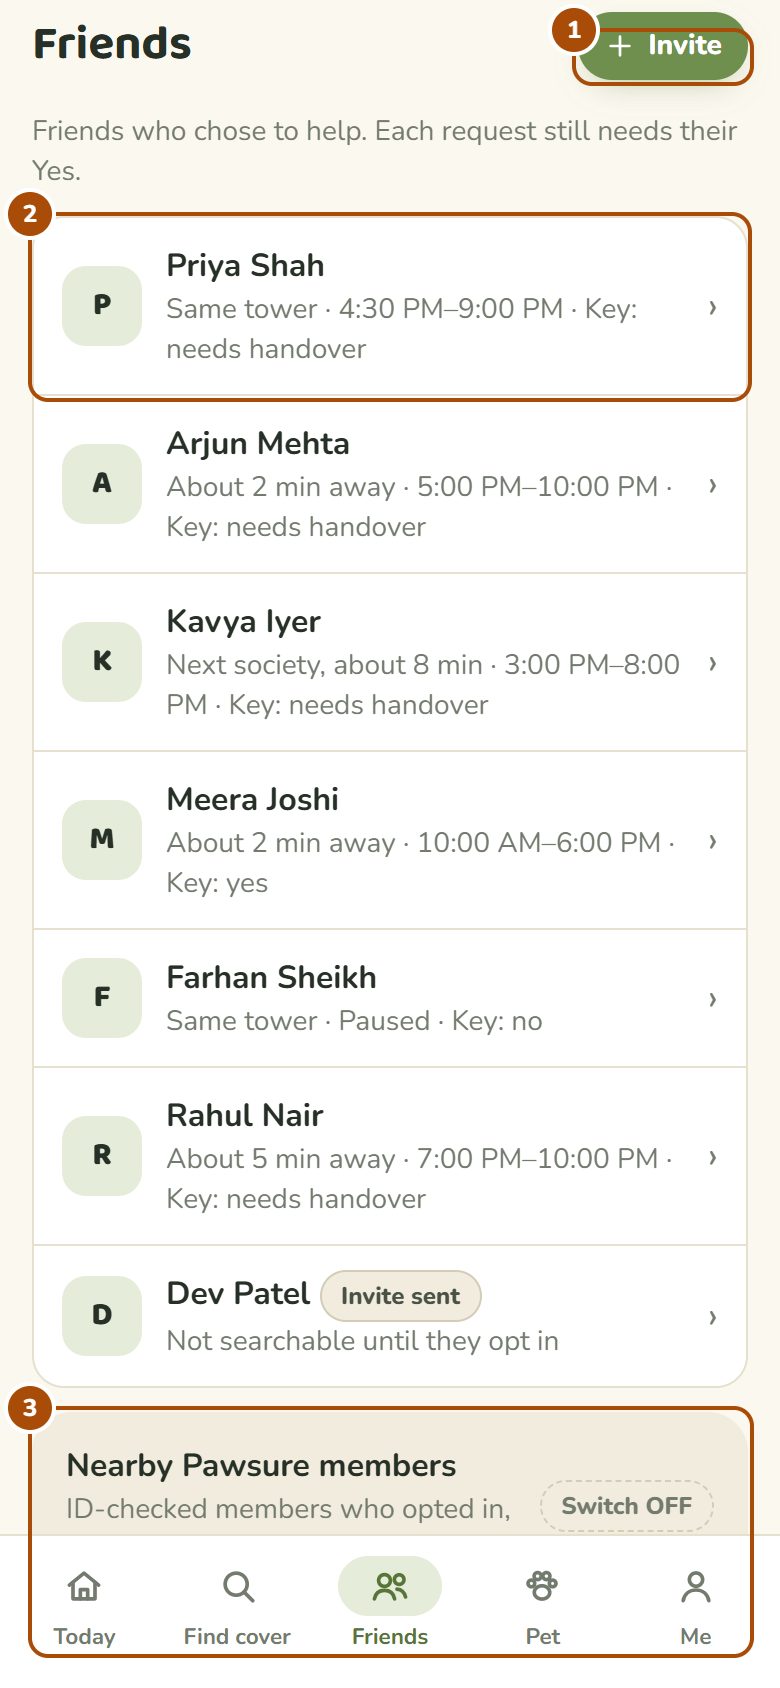 Friends
1
+ Invite
Friends who chose to help. Each request still needs their
Yes.
2
P
Priya Shah
Same tower · 4:30 PM–9:00 PM · Key:
needs handover
›
A
Arjun Mehta
About 2 min away · 5:00 PM–10:00 PM ·
Key: needs handover
›
K
Kavya Iyer
Next society, about 8 min · 3:00 PM–8:00
PM · Key: needs handover
›
M
Meera Joshi
About 2 min away · 10:00 AM–6:00 PM ·
Key: yes
›
F
Farhan Sheikh
Same tower · Paused · Key: no
›
R
Rahul Nair
About 5 min away · 7:00 PM–10:00 PM ·
Key: needs handover
›
D
Dev Patel Invite sent
Not searchable until they opt in
›
3
Nearby Pawsure members
ID-checked members who opted in,
Switch OFF
Today
Find cover
Friends
Pet
Me